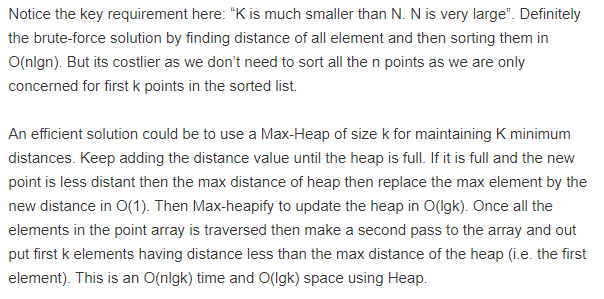 Notice the key requirement here: “K is much smaller than N. N is very large”. Definitely
the brute-force solution by finding distance of all element and then sorting them in
O(nlgn). But its costlier as we don’t need to sort all the n points as we are only
concerned for first k points in the sorted list.
An efficient solution could be to use a Max-Heap of size k for maintaining K minimum
distances. Keep adding the distance value until the heap is full. If it is full and the new
point is less distant then the max distance of heap then replace the max element by the
new distance in O(1). Then Max-heapify to update the heap in O(lgk). Once all the
elements in the point array is traversed then make a second pass to the array and out
put first k elements having distance less than the max distance of the heap (i.e. the first
element). This is an O(nlgk) time and O(lgk) space using Heap.